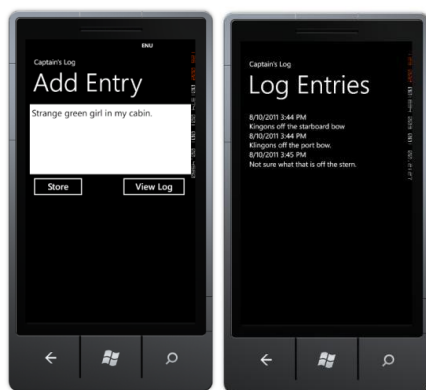 ENU
Captain's Log
Add Entry
Strange green girl in my cabin.
Store
View Log
Captain's Log
Log Entries
8/10/2011 3:44 PM
Kingons off the starboard bow
8/10/2011 3:44 PM
Klingons off the port bow.
8/10/2011 3:45 PM
Not sure what that is off the stern.